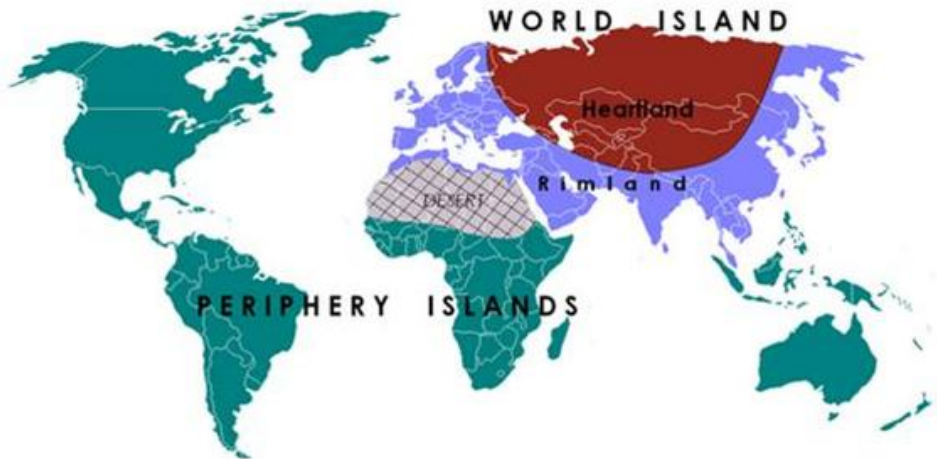 WORLD ISLAND
Heartland
Rimland
DESERT
PERIPHERY ISLANDS